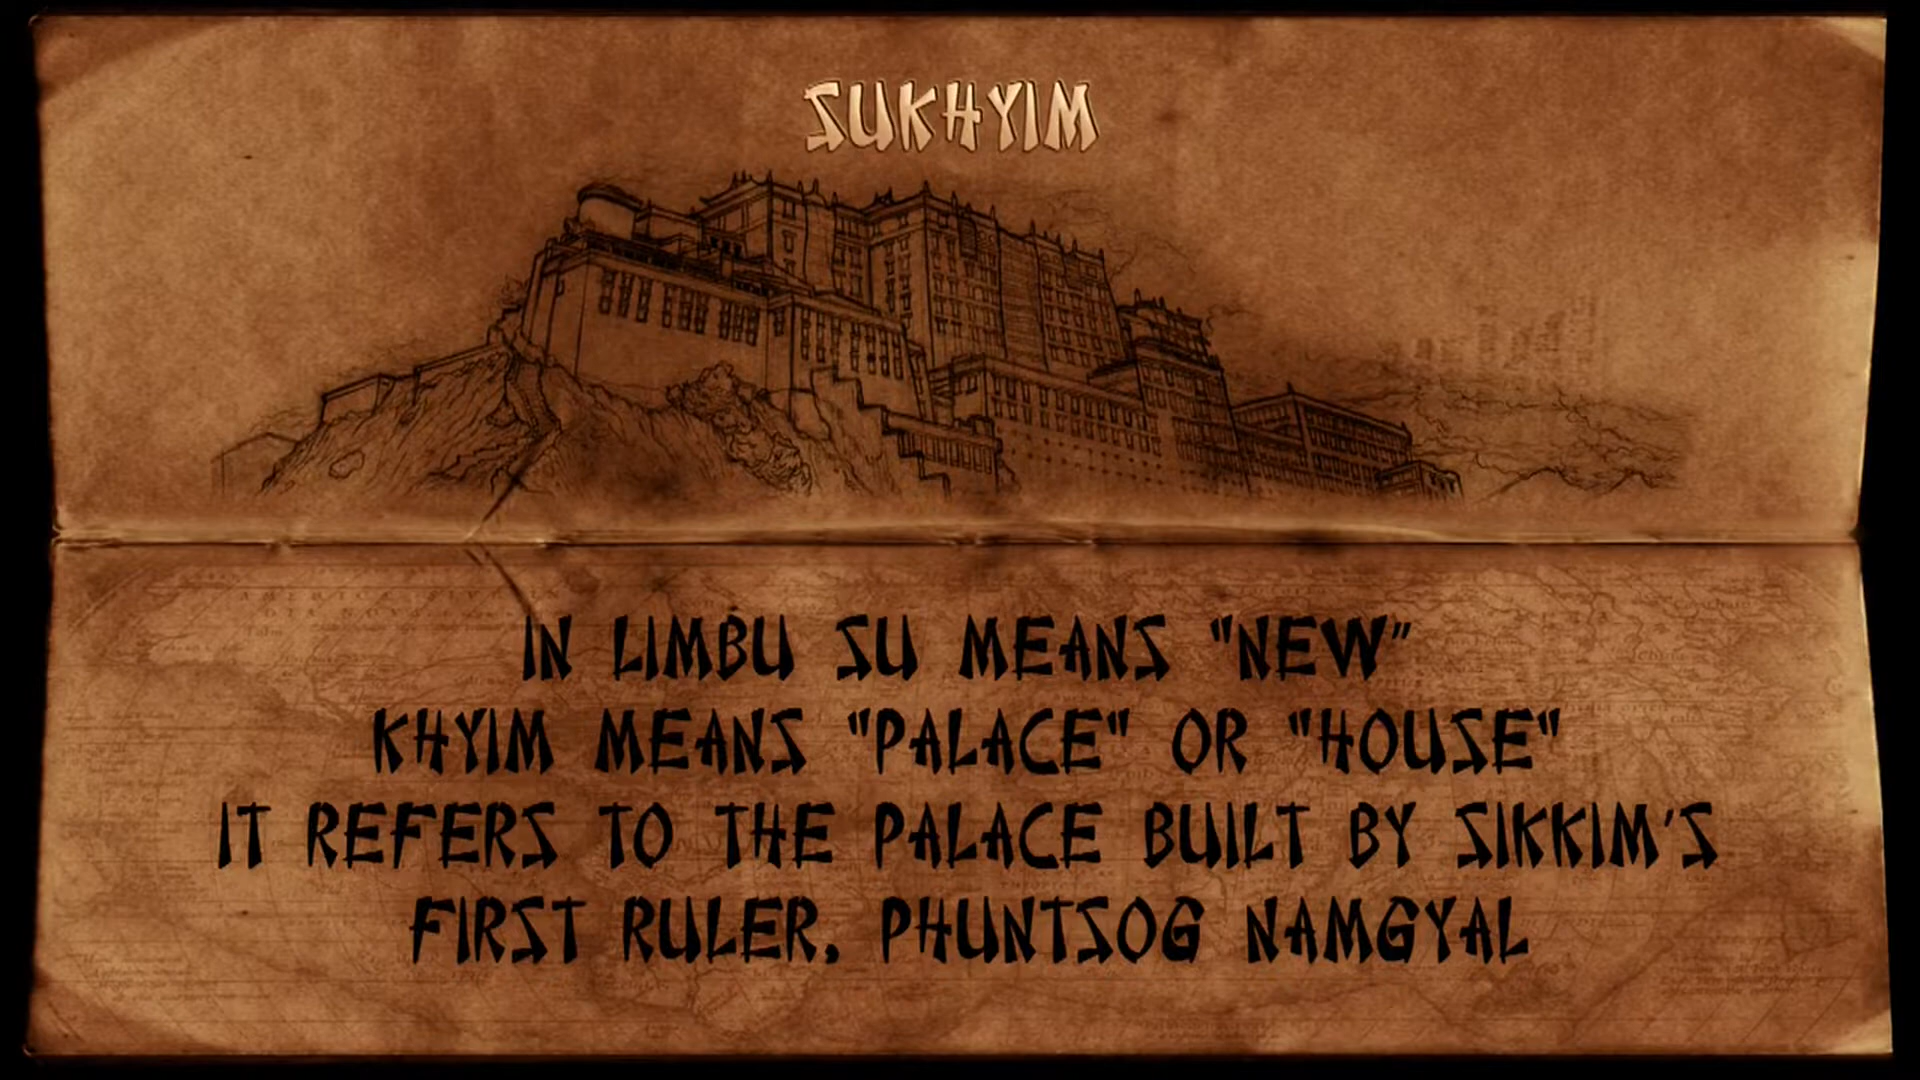 SUKHYIM
IN LIMBU SU MEANS "NEW"
KHYIM MEANS "PALACE" OR "HOUSE"
IT REFERS TO THE PALACE BUILT BY SIKKIM'S
FIRST RULER, PHUNTSOG NAMGYAL